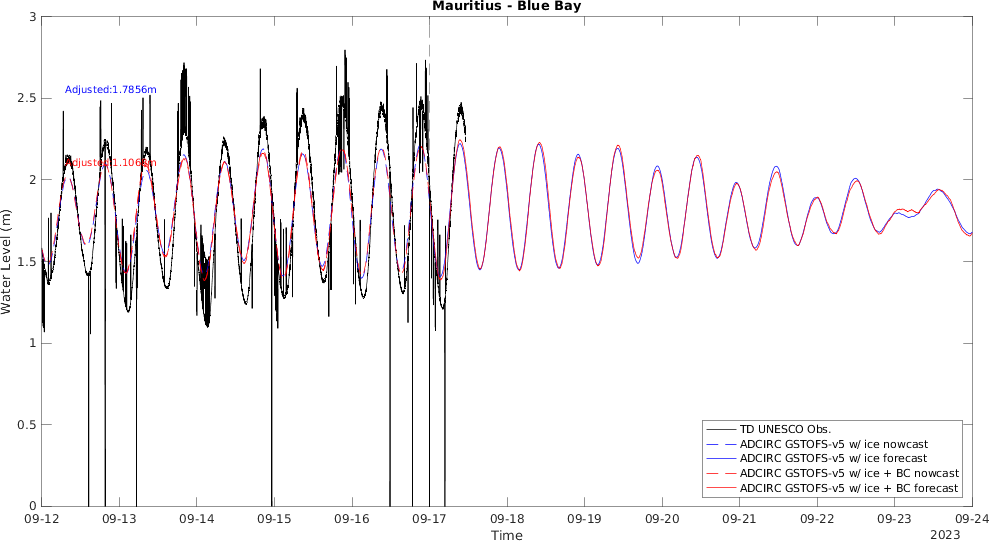 Mauritius - Blue Bay
3
2.5
2
1.5
1
0.5
0
Water Level (m)
Adjusted:1.7856m
09-12
09-13
09-14
09-15
09-16
09-17
09-18
09-19
09-20
09-21
09-22
09-23
09-24
Time
2023
TD UNESCO Obs.
ADCIRC GSTOFS-v5 w/ ice nowcast
ADCIRC GSTOFS-v5 w/ ice forecast
ADCIRC GSTOFS-v5 w/ ice + BC nowcast
ADCIRC GSTOFS-v5 w/ ice + BC forecast